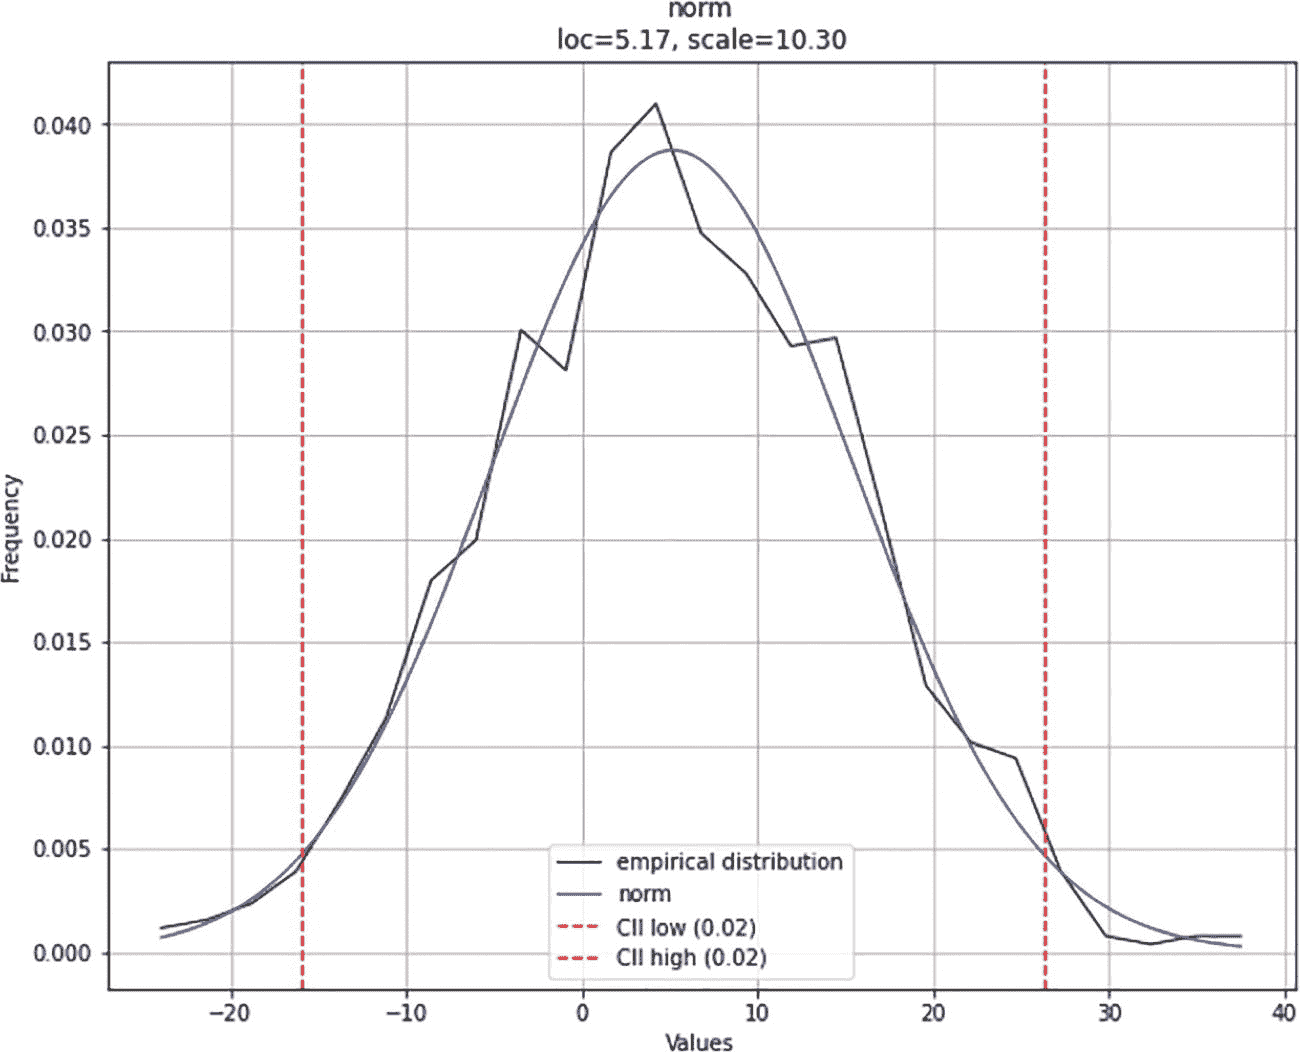 norm
loc=5.17, scale=10.30
0.040
0.035
0.030
0.025
0.020
0.015
0.010
0.005
0.000
Frequency
empirical distribution
norm
CII low (0.02)
CII high (0.02)
−20
−10
0
10
20
30
40
Values